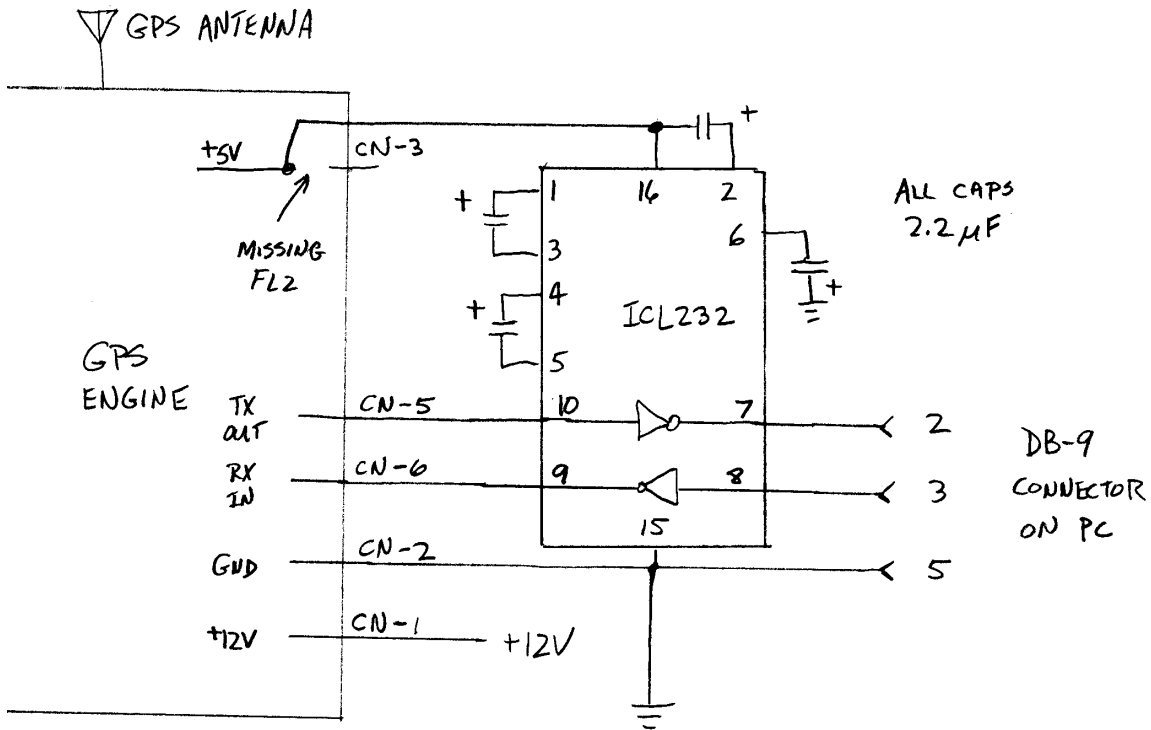 GPS ANTENNA
+5V
CN-3
MISSING
FL2
+
1
16
2
+
3
6
+
4
+
5
ICL232
ALL CAPS
2.2 μF
GPS
ENGINE
TX
OUT
CN-5
10
7
2
RX
IN
CN-6
9
8
3
DB-9
CONNECTOR
ON PC
15
GND
CN-2
5
+12V
CN-1
+12V